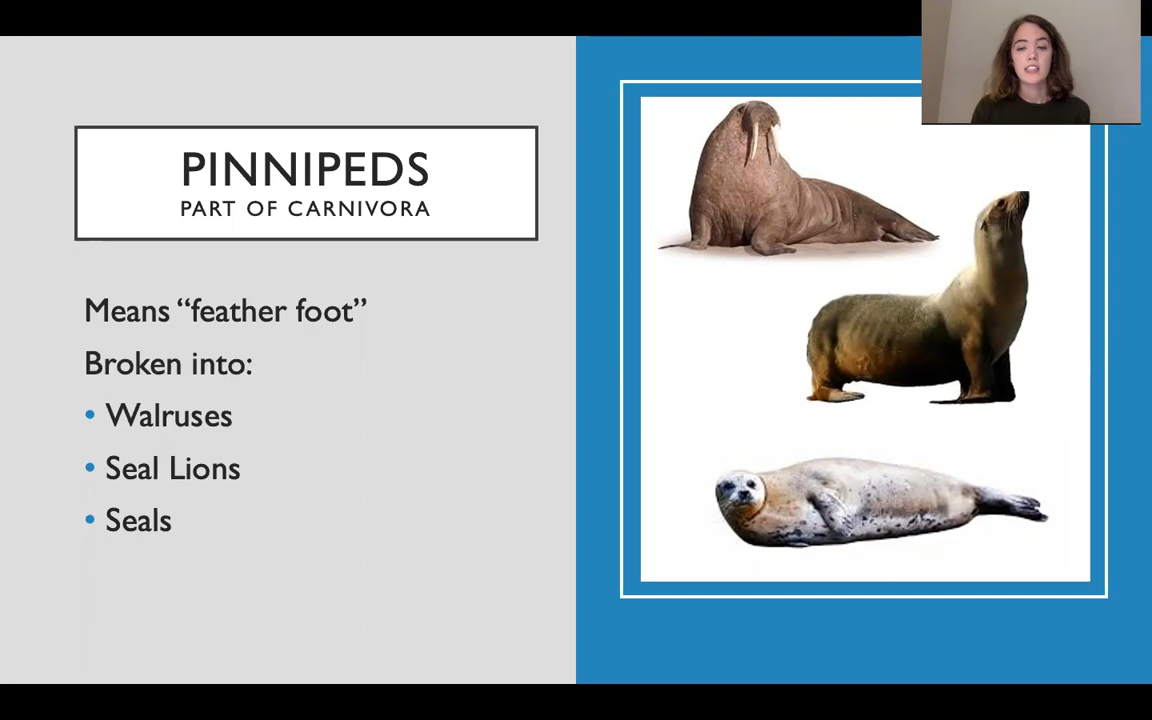 PINNIPEDS
PART OF CARNIVORA
Means “feather foot”
Broken into:
• Walruses
• Seal Lions
• Seals